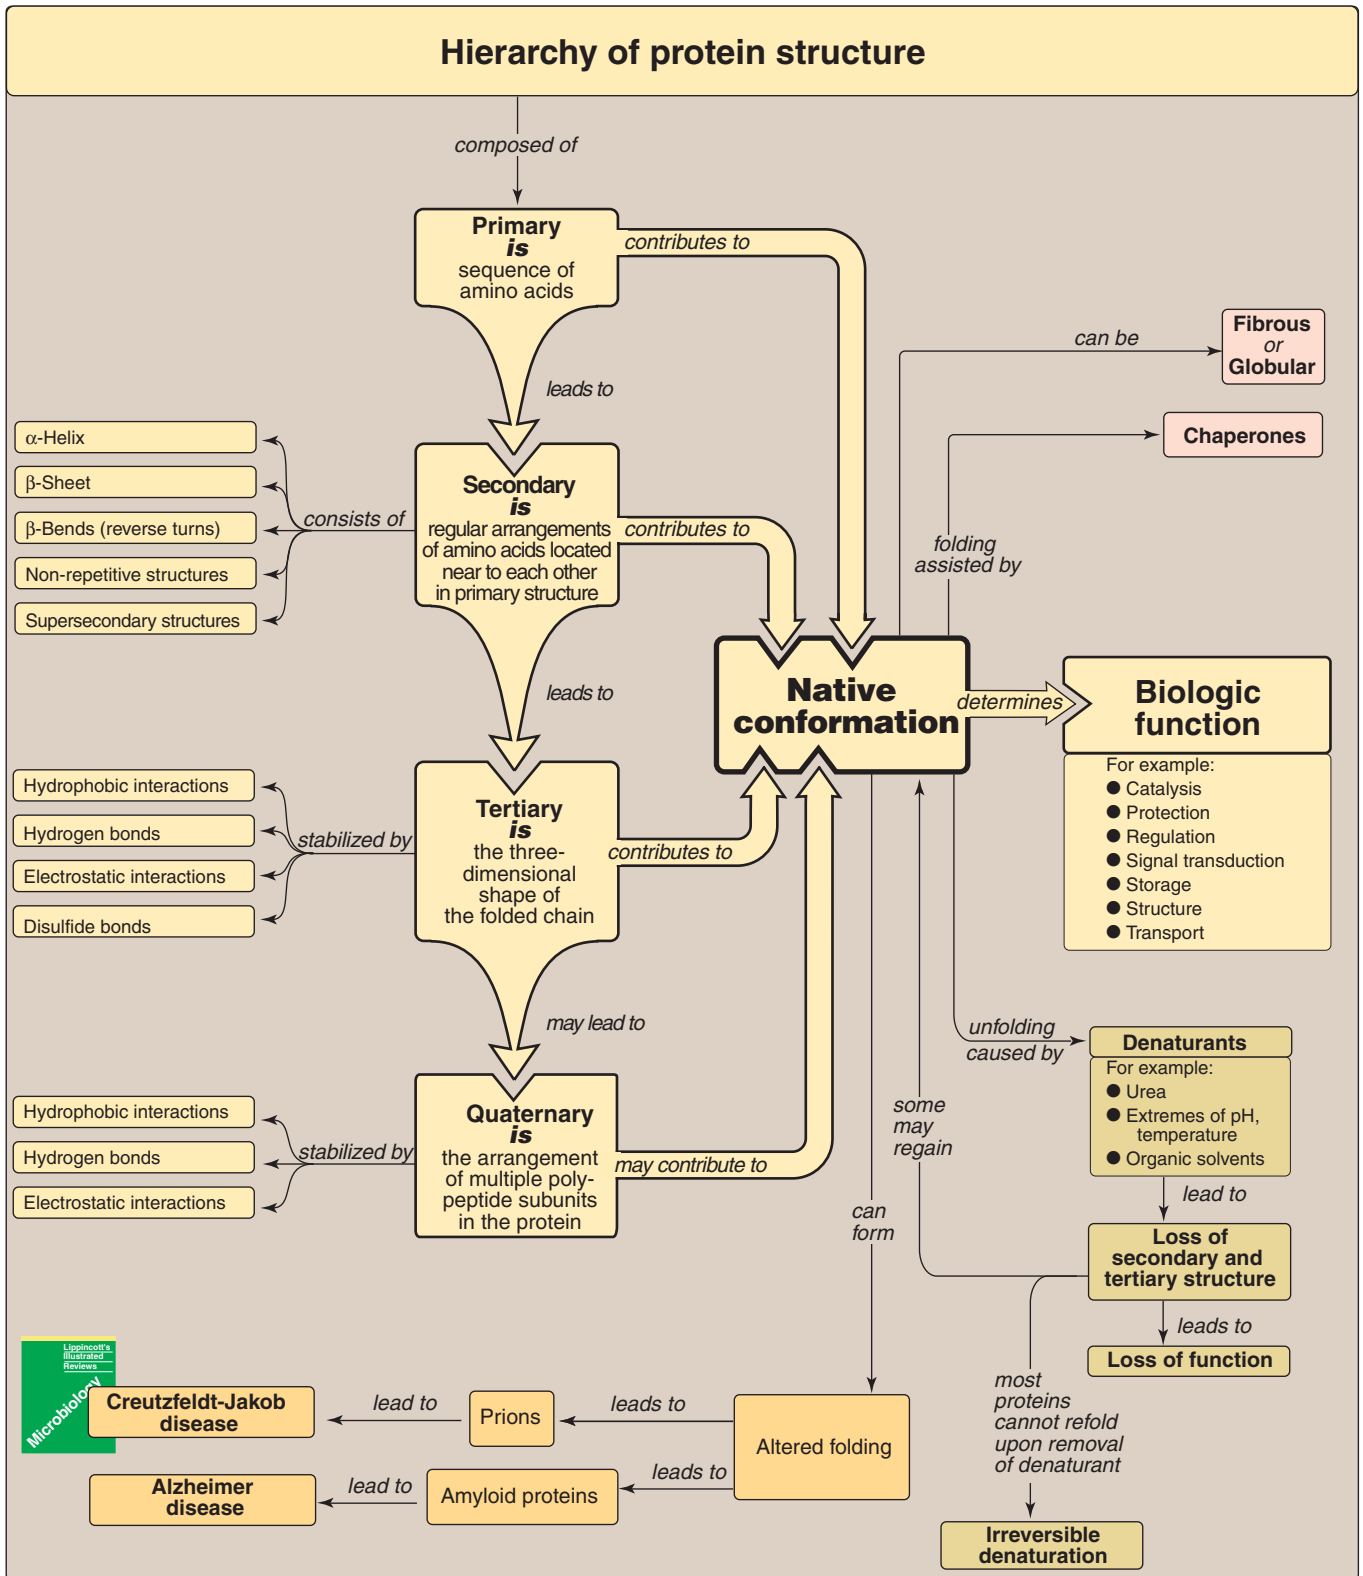 Hierarchy of protein structure
composed of
Primary
is
sequence of
amino acids
contributes to
leads to
can be
Fibrous
or
Globular
Chaperones
folding
assisted by
α-Helix
β-Sheet
β-Bends (reverse turns)
Non-repetitive structures
Supersecondary structures
consists of
Secondary
is
regular arrangements
of amino acids located
near to each other
in primary structure
contributes to
leads to
Native
conformation
determines
Biologic
function
For example:
● Catalysis
● Protection
● Regulation
● Signal transduction
● Storage
● Structure
● Transport
Hydrophobic interactions
Hydrogen bonds
Electrostatic interactions
Disulfide bonds
stabilized by
Tertiary
is
the three-
dimensional
shape of
the folded chain
contributes to
may lead to
Hydrophobic interactions
Hydrogen bonds
Electrostatic interactions
stabilized by
Quaternary
is
the arrangement
of multiple poly-
peptide subunits
in the protein
may contribute to
unfolding
caused by
Denaturants
For example:
● Urea
● Extremes of pH,
temperature
● Organic solvents
lead to
Loss of
secondary and
tertiary structure
leads to
Loss of function
some
may
regain
can
form
most
proteins
cannot refold
upon removal
of denaturant
Irreversible
denaturation
Altered folding
leads to
Prions
lead to
Creutzfeldt-Jakob
disease
leads to
Amyloid proteins
lead to
Alzheimer
disease
Lippincott's
Illustrated
Reviews
Microbiology